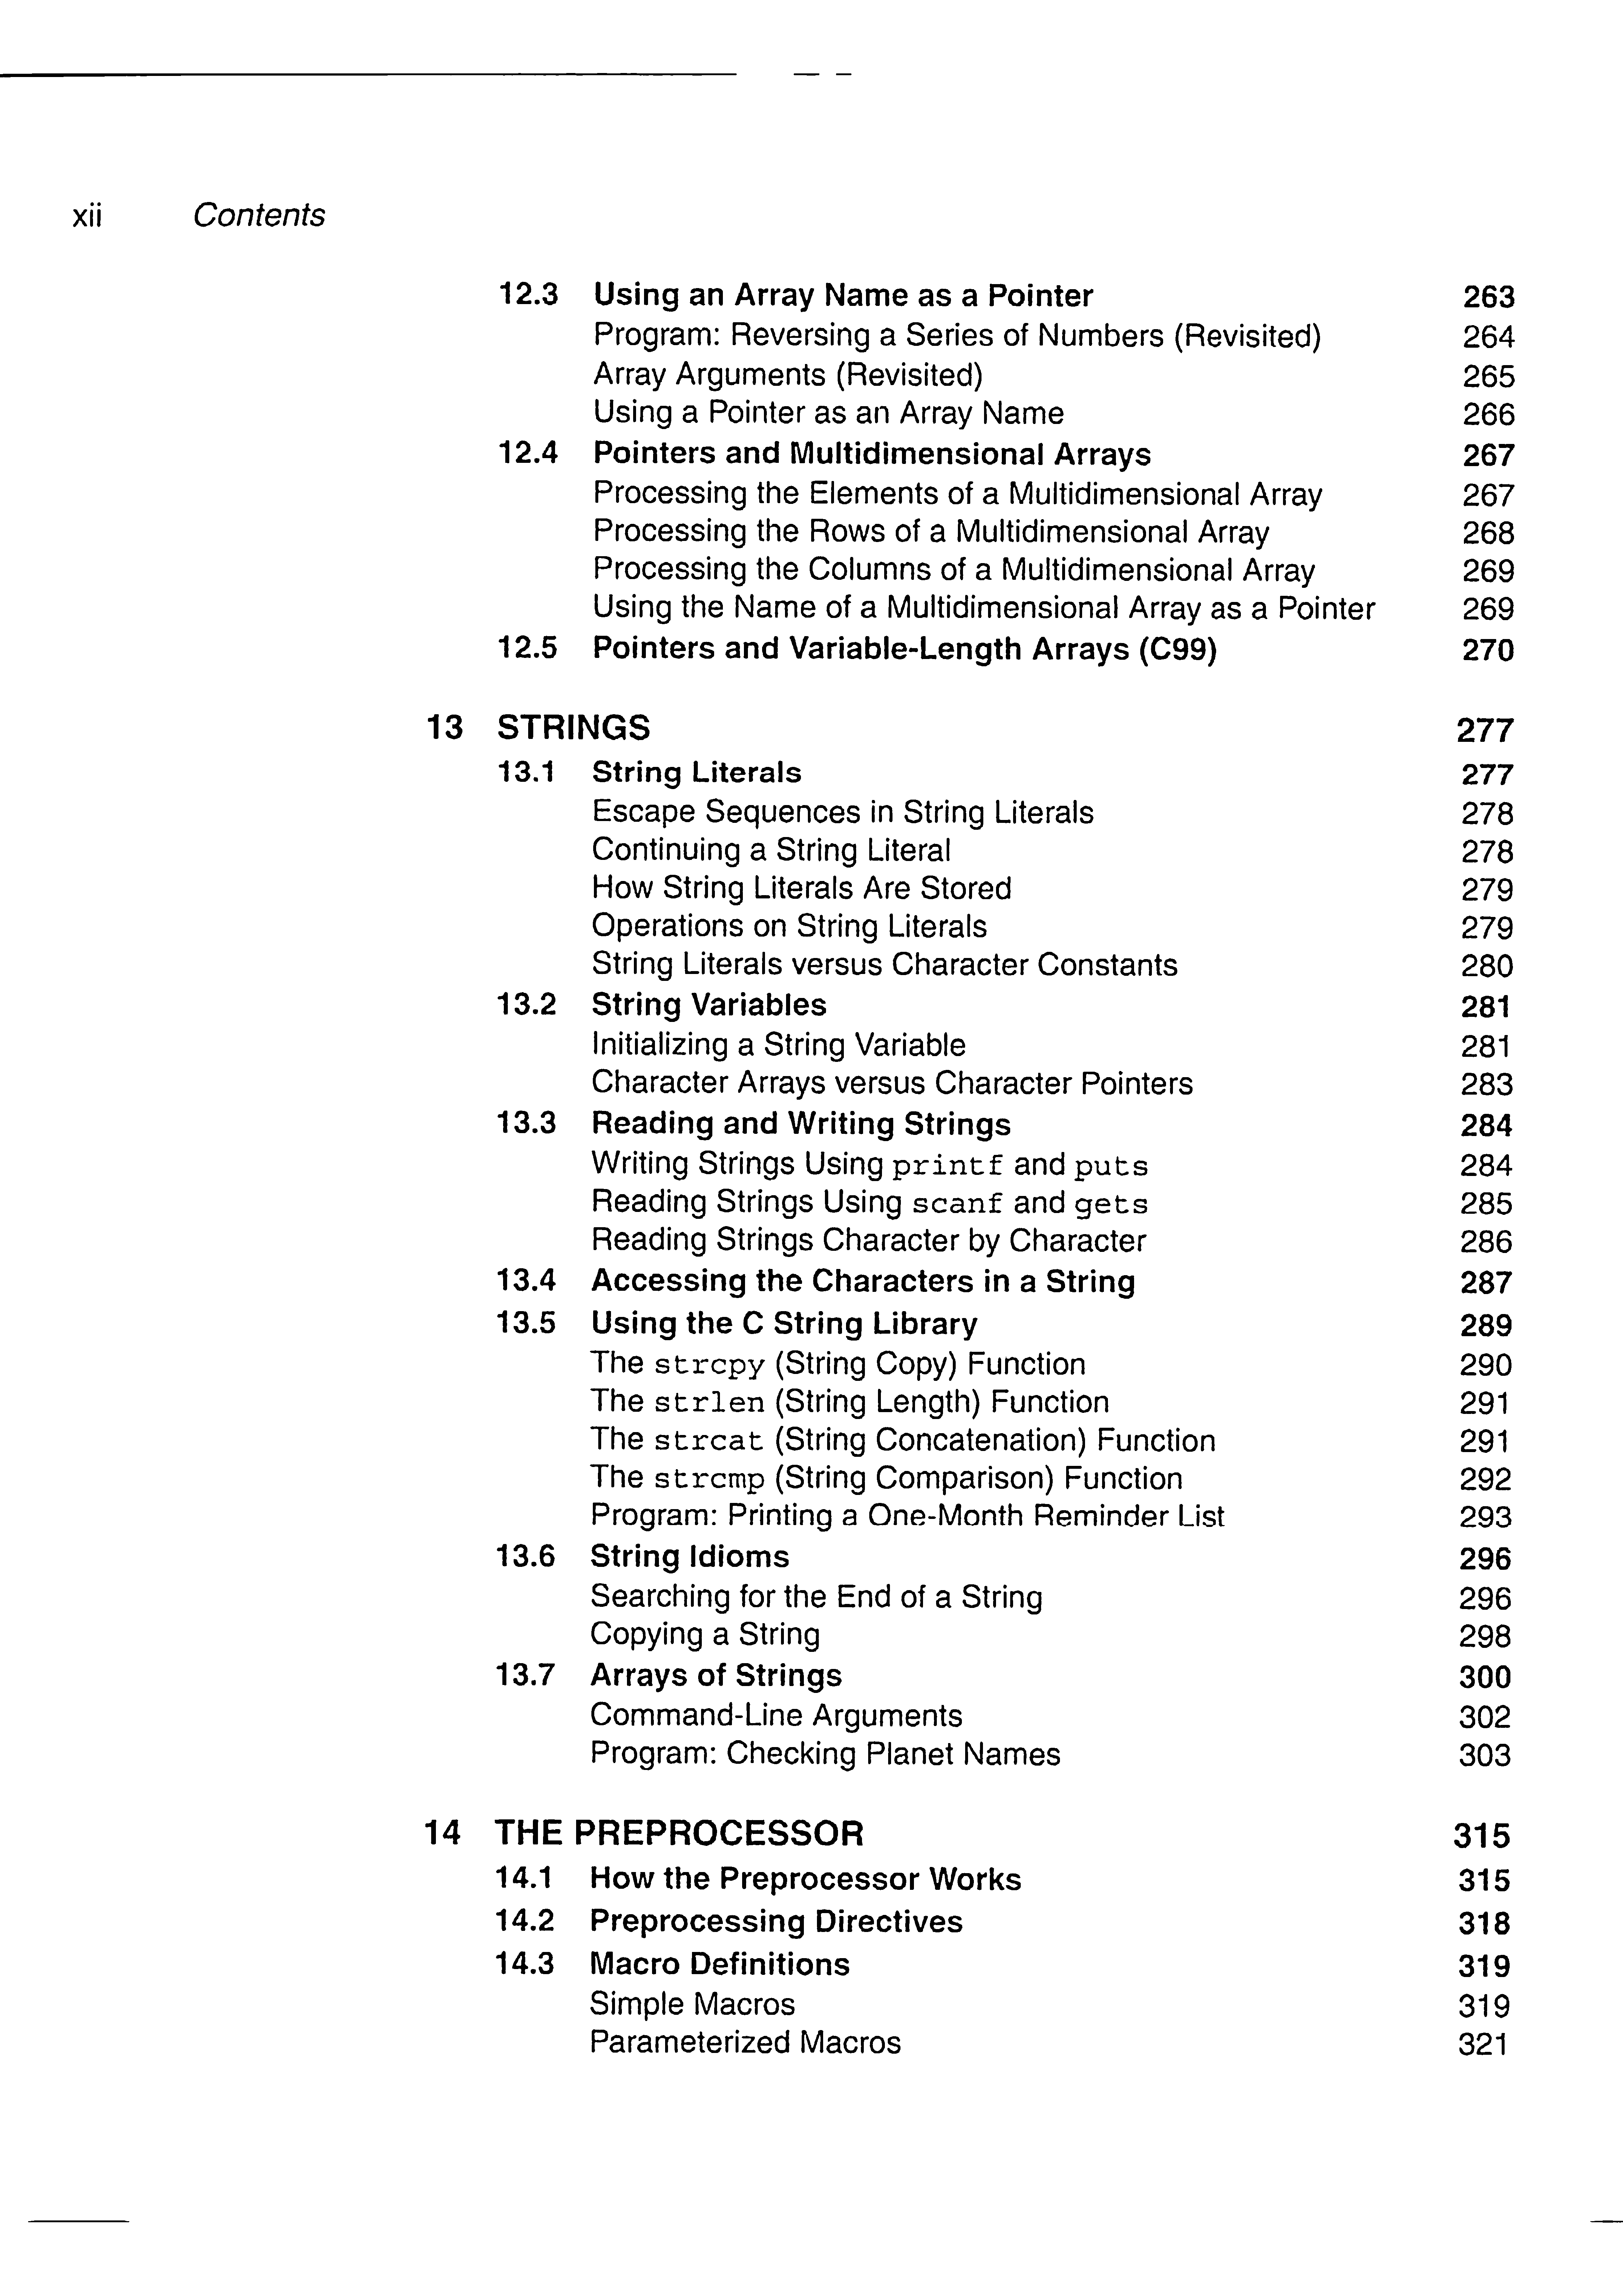 xii Contents
12.3 Using an Array Name as a Pointer 263
Program: Reversing a Series of Numbers (Revisited) 264
Array Arguments (Revisited) 265
Using a Pointer as an Array Name 266
12.4 Pointers and Multidimensional Arrays 267
Processing the Elements of a Multidimensional Array 267
Processing the Rows of a Multidimensional Array 268
Processing the Columns of a Multidimensional Array 269
Using the Name of a Multidimensional Array as a Pointer 269
12.5 Pointers and Variable-Length Arrays (C99) 270
13 STRINGS 277
13.1 String Literals 277
Escape Sequences in String Literals 278
Continuing a String Literal 278
How String Literals Are Stored 279
Operations on String Literals 279
String Literals versus Character Constants 280
13.2 String Variables 281
Initializing a String Variable 281
Character Arrays versus Character Pointers 283
13.3 Reading and Writing Strings 284
Writing Strings Using printf and puts 284
Reading Strings Using scanf and gets 285
Reading Strings Character by Character 286
13.4 Accessing the Characters in a String 287
13.5 Using the C String Library 289
The strcpy (String Copy) Function 290
The strlen (String Length) Function 291
The strcat (String Concatenation) Function 291
The strcmp (String Comparison) Function 292
Program: Printing a One-Month Reminder List 293
13.6 String Idioms 296
Searching for the End of a String 296
Copying a String 298
13.7 Arrays of Strings 300
Command-Line Arguments 302
Program: Checking Planet Names 303
14 THE PREPROCESSOR 315
14.1 How the Preprocessor Works 315
14.2 Preprocessing Directives 318
14.3 Macro Definitions 319
Simple Macros 319
Parameterized Macros 321